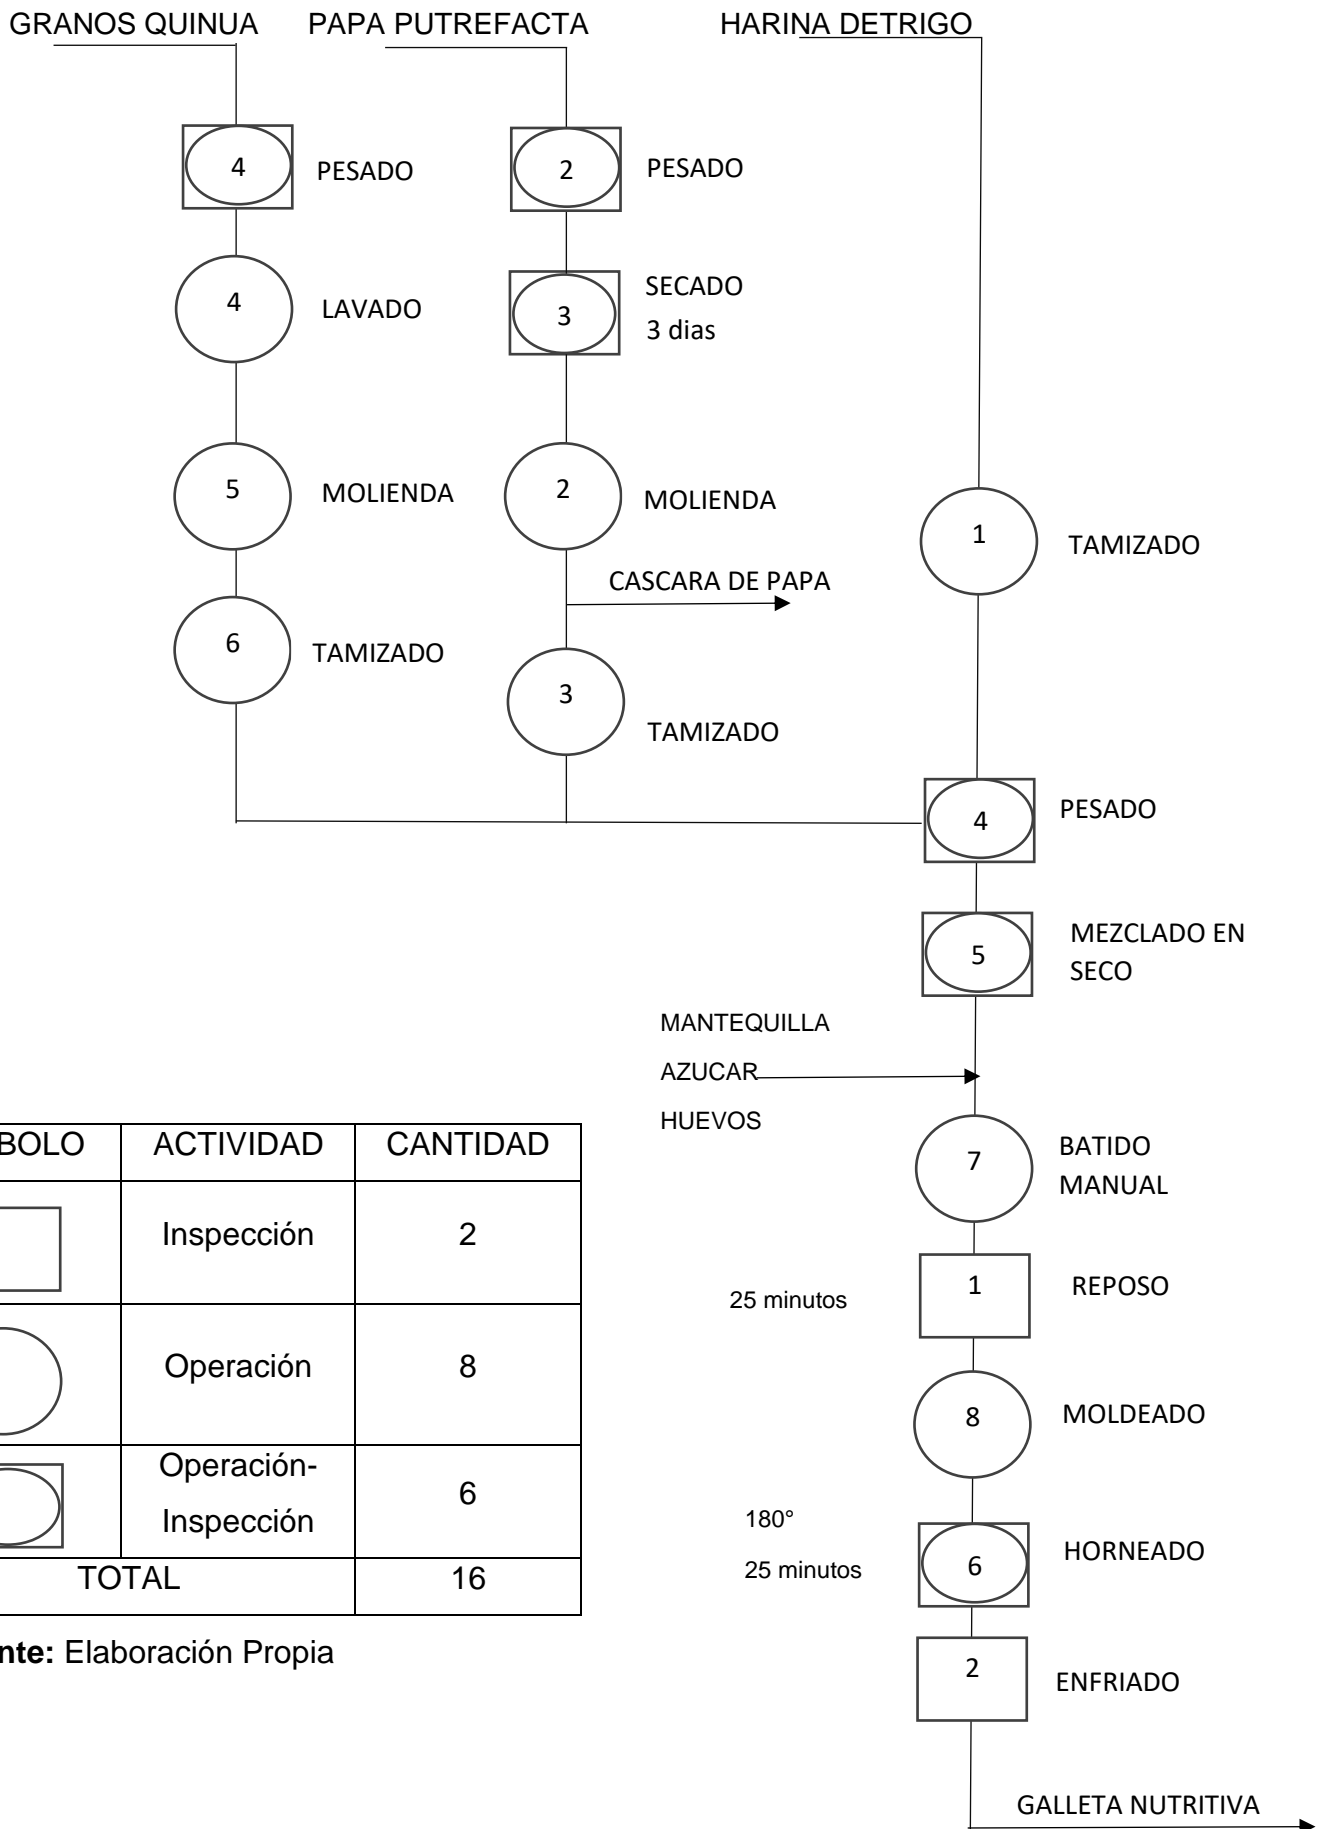 GRANOS QUINUA
PAPA PUTREFACTA
HARINA DETRIGO
4
PESADO
2
PESADO
4
LAVADO
3
SECADO
3 dias
5
MOLIENDA
2
MOLIENDA
1
TAMIZADO
CASCARA DE PAPA
6
TAMIZADO
3
TAMIZADO
4
PESADO
5
MEZCLADO EN
SECO
MANTEQUILLA
AZUCAR
HUEVOS
7
BATIDO
MANUAL
25 minutos
1
REPOSO
8
MOLDEADO
180°
25 minutos
6
HORNEADO
2
ENFRIADO
GALLETA NUTRITIVA
BOLO ACTIVIDAD CANTIDAD
Inspección 2
Operación 8
Operación-
Inspección
6
TOTAL 16
nte: Elaboración Propia